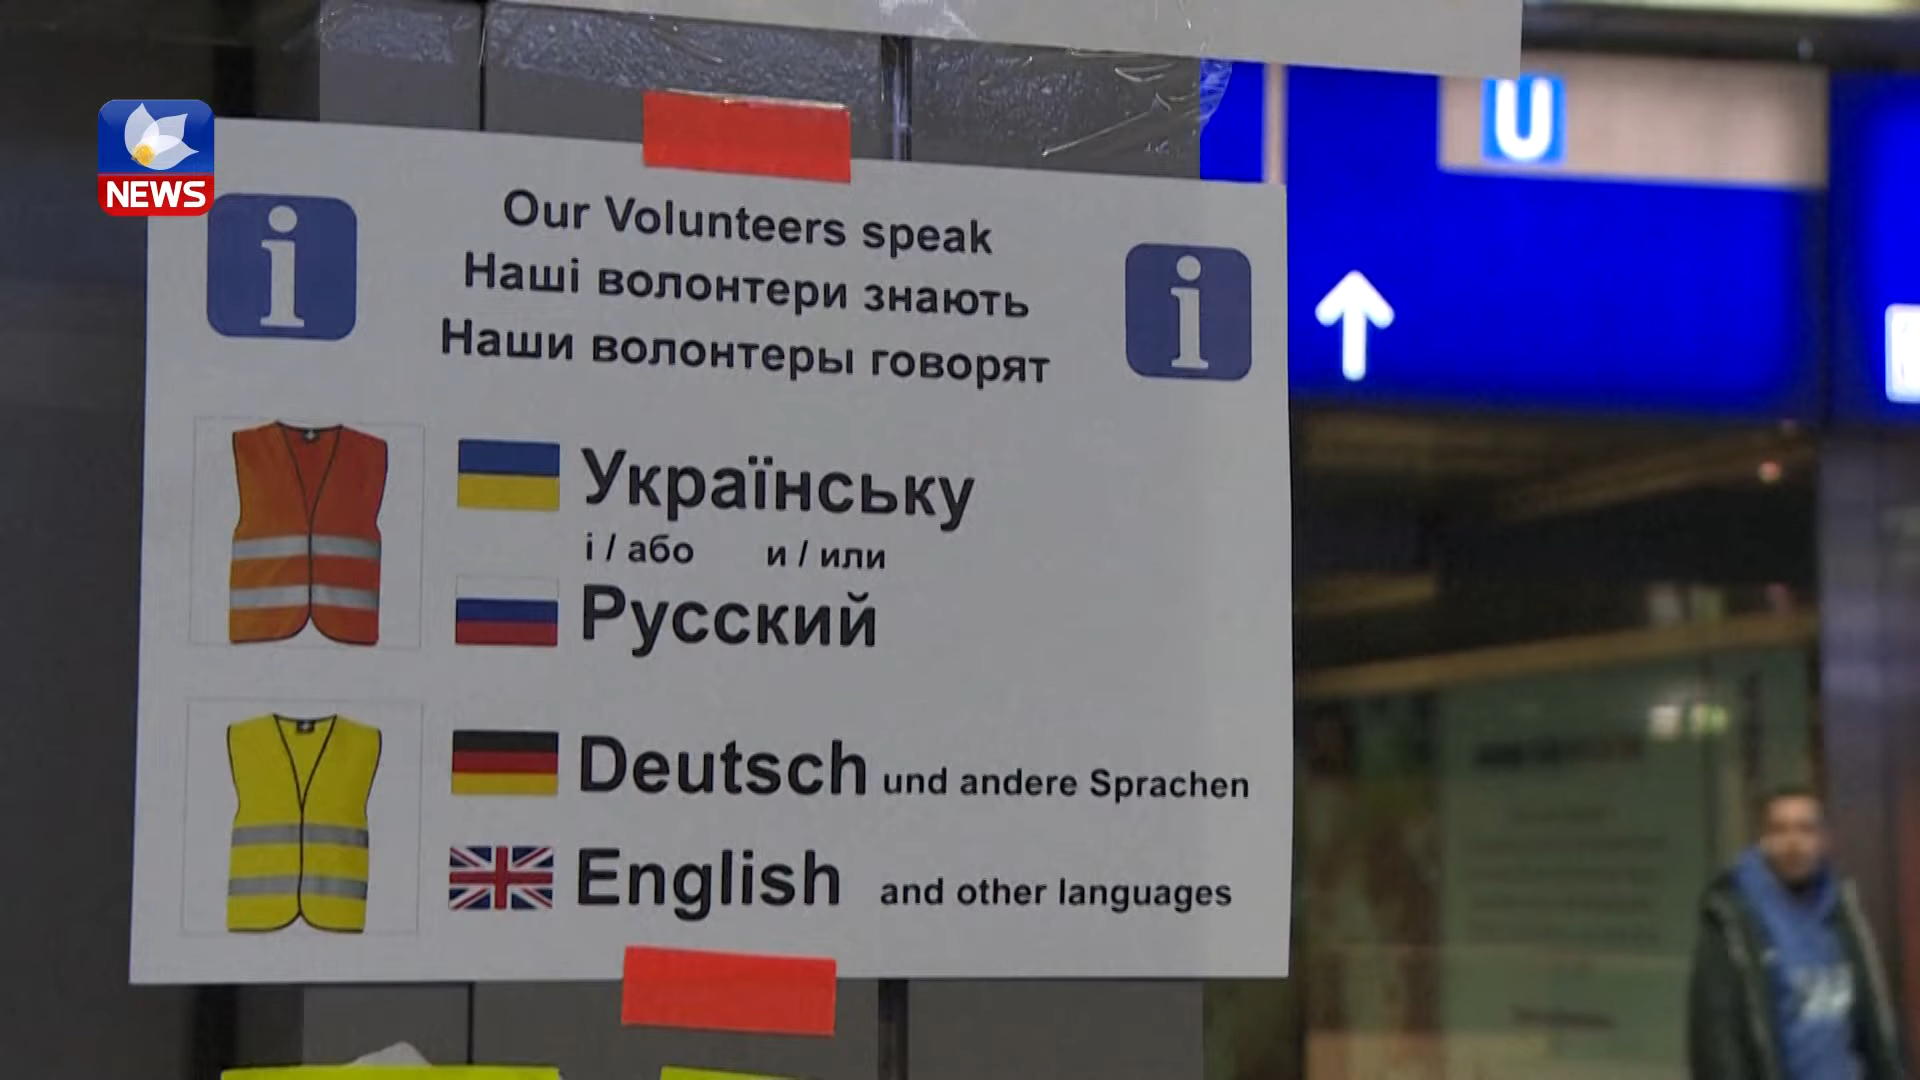 NEWS
U
Our Volunteers speak
Наші волонтери знають
Наши волонтеры говорят
Українську
і / або и / или
Русский
Deutsch und andere Sprachen
English and other languages